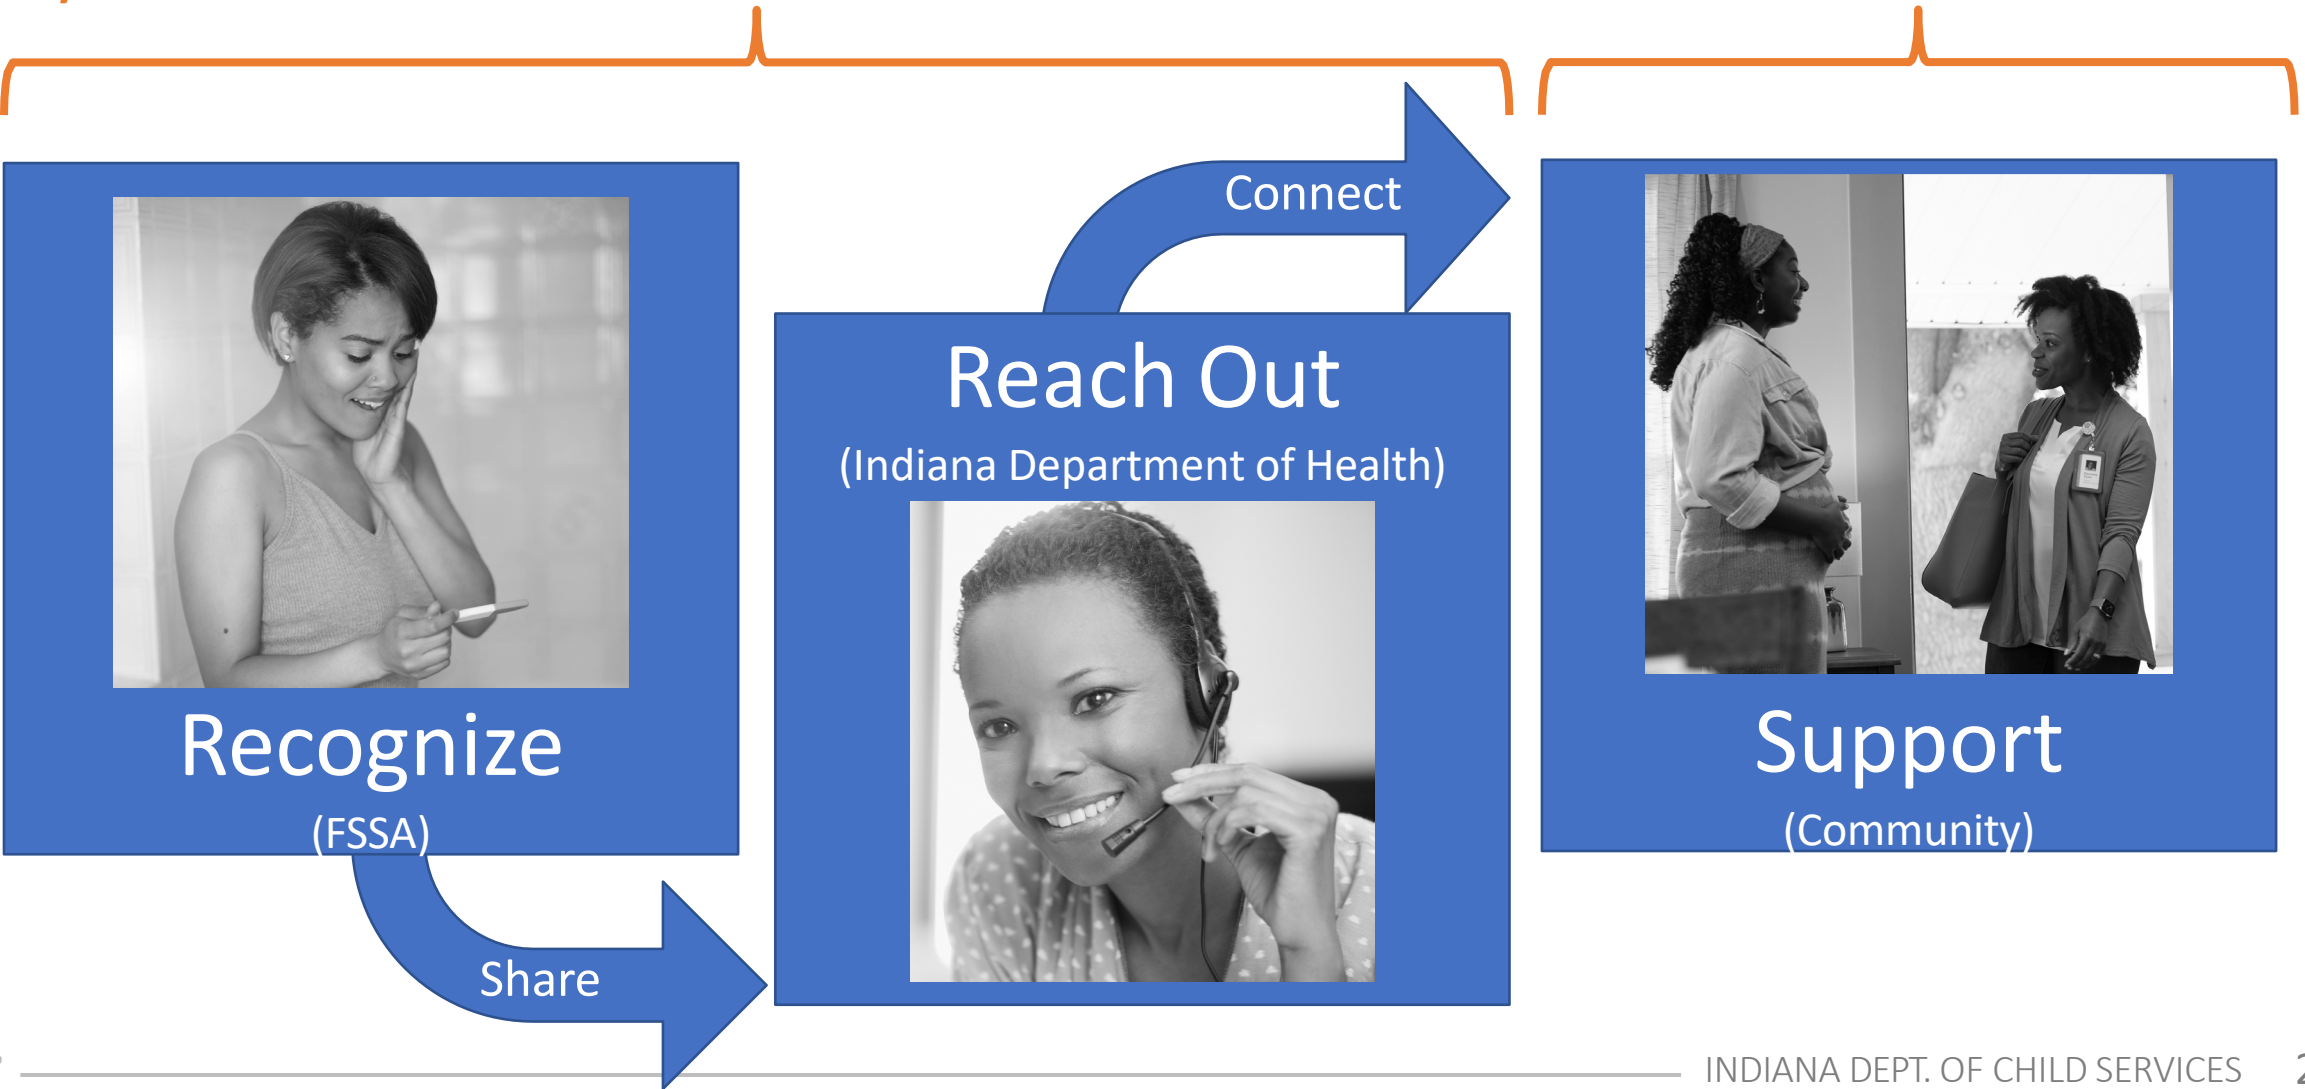 Connect
Reach Out
(Indiana Department of Health)
Recognize
(FSSA)
Support
(Community)
Share
INDIANA DEPT. OF CHILD SERVICES